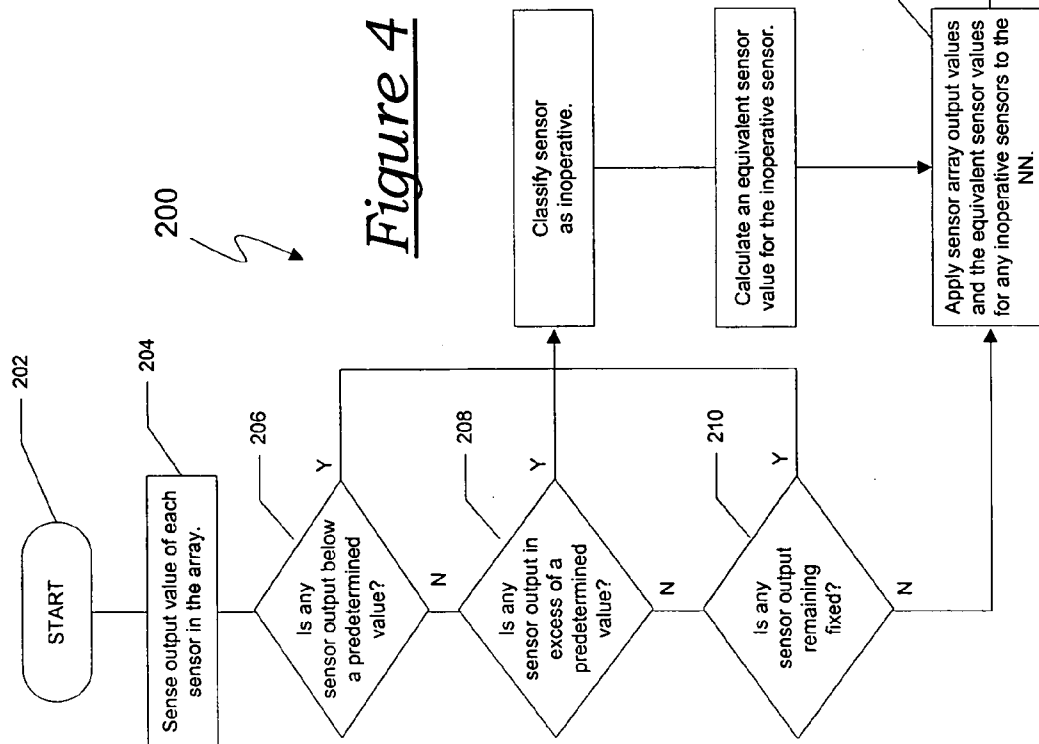 200
Figure 4
202
START
204
Sense output value of each
sensor in the array.
206
Is any
sensor output below
a predetermined
value?
Y
N
208
Is any
sensor output in
excess of a
predetermined
value?
Y
N
210
Is any
sensor output
remaining
fixed?
Y
N
Classify sensor
as inoperative.
Calculate an equivalent sensor
value for the inoperative sensor.
Apply sensor array output values
and the equivalent sensor values
for any inoperative sensors to the
NN.